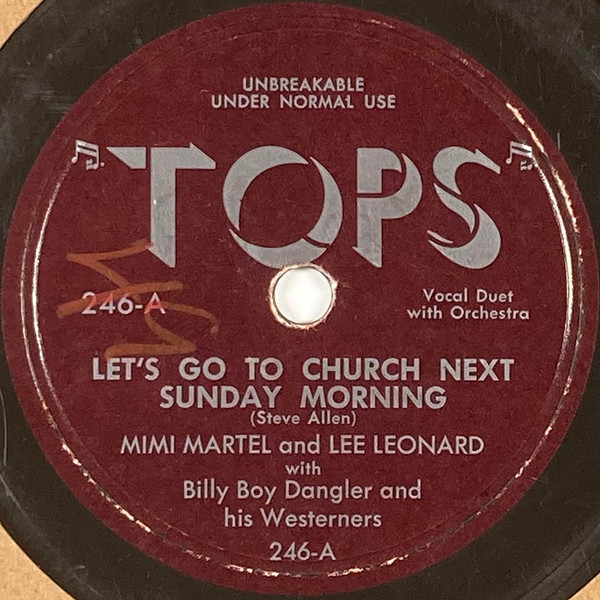 UNBREAKABLE
UNDER NORMAL USE
TOPS
246-A
Vocal Duet
with Orchestra
LET'S GO TO CHURCH NEXT
SUNDAY MORNING
(Steve Allen)
MIMI MARTEL and LEE LEONARD
with
Billy Boy Dangler and
his Westerners
246-A